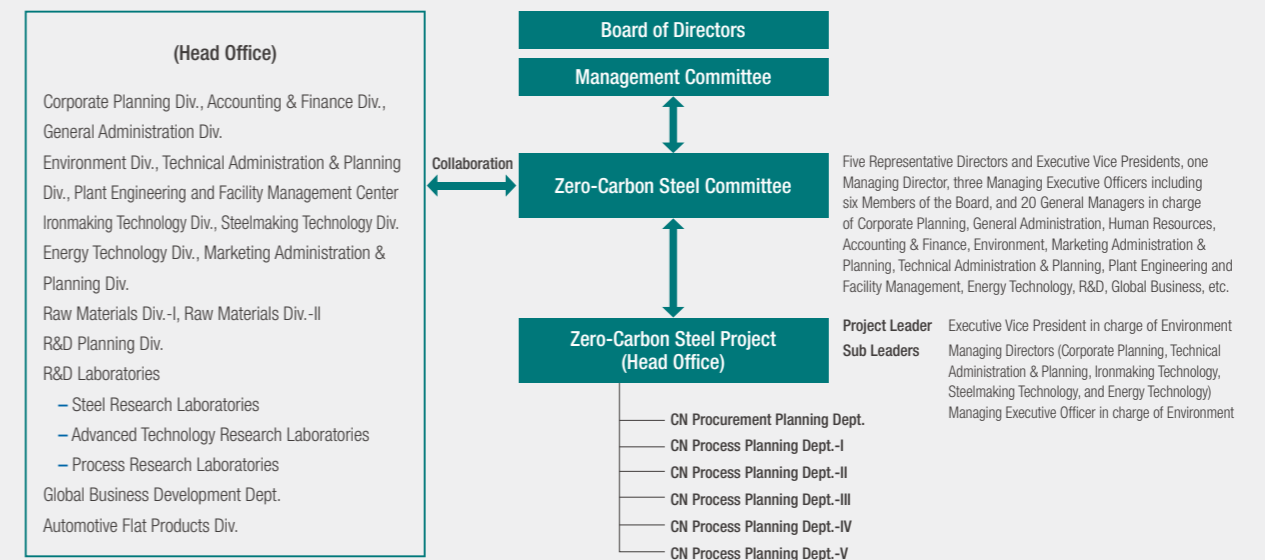 (Head Office)
Corporate Planning Div., Accounting & Finance Div.,
General Administration Div.
Environment Div., Technical Administration & Planning
Div., Plant Engineering and Facility Management Center
Ironmaking Technology Div., Steelmaking Technology Div.
Energy Technology Div., Marketing Administration &
Planning Div.
Raw Materials Div.-I, Raw Materials Div.-II
R&D Planning Div.
R&D Laboratories
– Steel Research Laboratories
– Advanced Technology Research Laboratories
– Process Research Laboratories
Global Business Development Dept.
Automotive Flat Products Div.
Collaboration
Board of Directors
Management Committee
Zero-Carbon Steel Committee
Five Representative Directors and Executive Vice Presidents, one
Managing Director, three Managing Executive Officers including
six Members of the Board, and 20 General Managers in charge
of Corporate Planning, General Administration, Human Resources,
Accounting & Finance, Environment, Marketing Administration &
Planning, Technical Administration & Planning, Plant Engineering and
Facility Management, Energy Technology, R&D, Global Business, etc.
Zero-Carbon Steel Project
(Head Office)
Project Leader Executive Vice President in charge of Environment
Sub Leaders Managing Directors (Corporate Planning, Technical
Administration & Planning, Ironmaking Technology,
Steelmaking Technology, and Energy Technology)
Managing Executive Officer in charge of Environment
CN Procurement Planning Dept.
CN Process Planning Dept.-I
CN Process Planning Dept.-II
CN Process Planning Dept.-III
CN Process Planning Dept.-IV
CN Process Planning Dept.-V